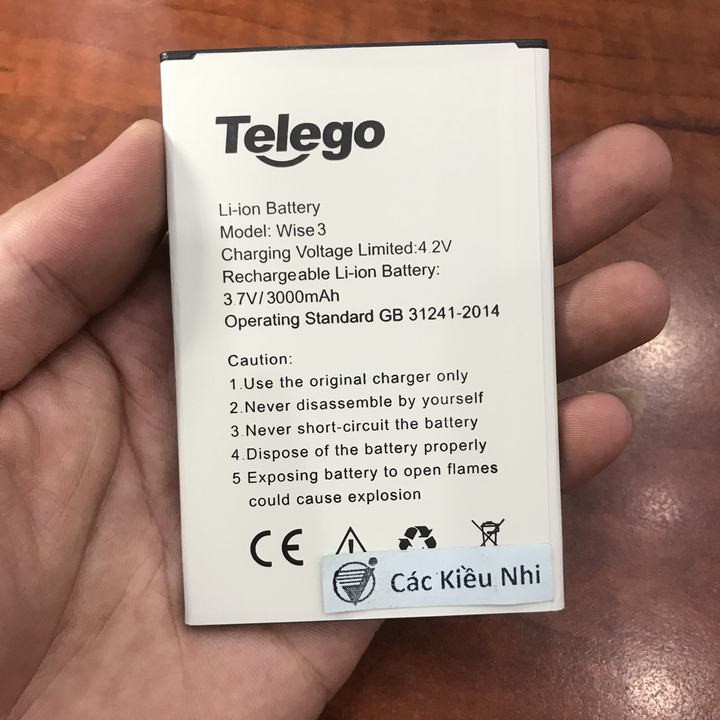 Telego
Li-ion Battery
Model: Wise 3
Charging Voltage Limited:4.2V
Rechargeable Li-ion Battery:
3.7V/3000mAh
Operating Standard GB 31241-2014
Caution:
1.Use the original charger only
2.Never disassemble by yourself
3.Never short-circuit the battery
4.Dispose of the battery properly
5 Exposing battery to open flames
could cause explosion
CE
Các Kiều Nhi